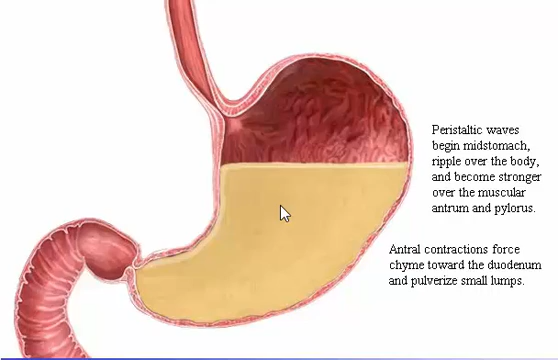 Peristaltic waves
begin midstomach,
ripple over the body,
and become stronger
over the muscular
antrum and pylorus.
Antral contractions force
chyme toward the duodenum
and pulverize small lumps.